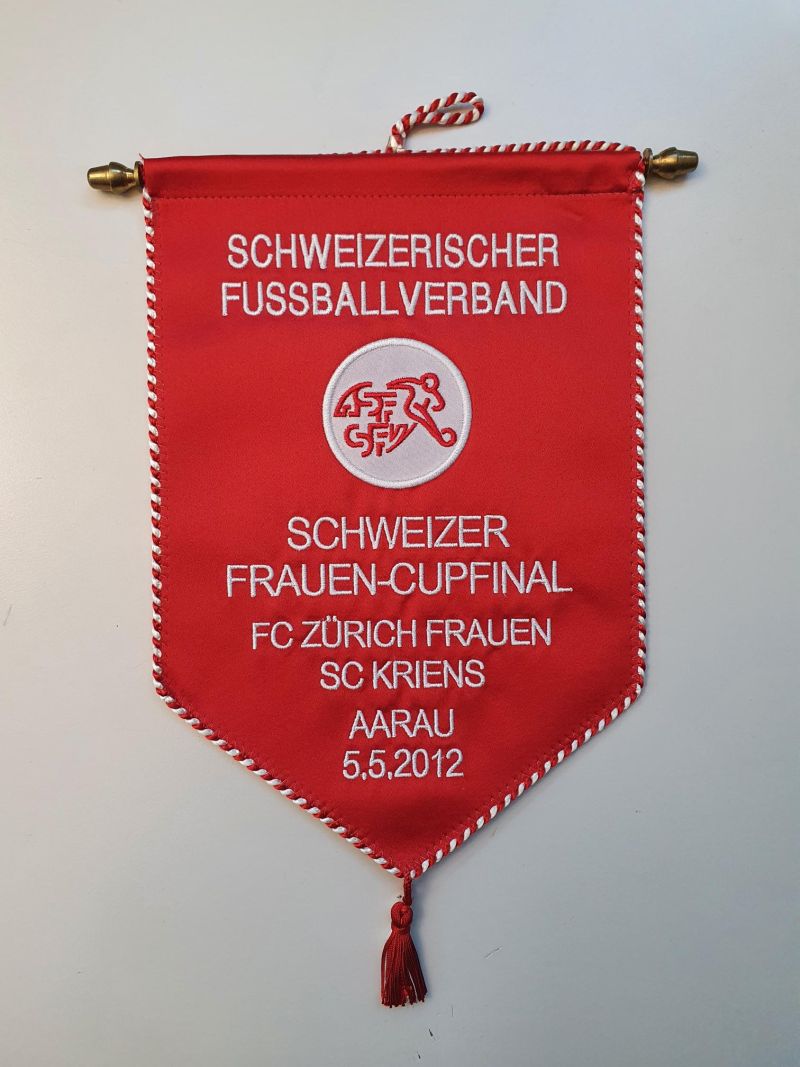 SCHWEIZERISCHER
FUSSBALLVERBAND
ASF
SFV
SCHWEIZER
FRAUEN-CUPFINAL
FC ZÜRICH FRAUEN
SC KRIENS
AARAU
5.5.2012